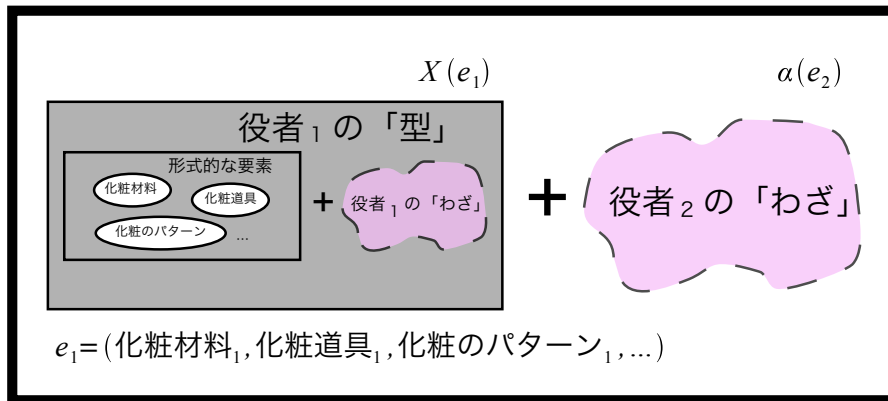 X(e₁)
α(e₂)
役者₁の「型」
形式的な要素
化粧材料
化粧道具
化粧のパターン
...
+
役者₁の「わざ」
+
役者₂の「わざ」
e₁=(化粧材料₁,化粧道具₁,化粧のパターン₁,...)